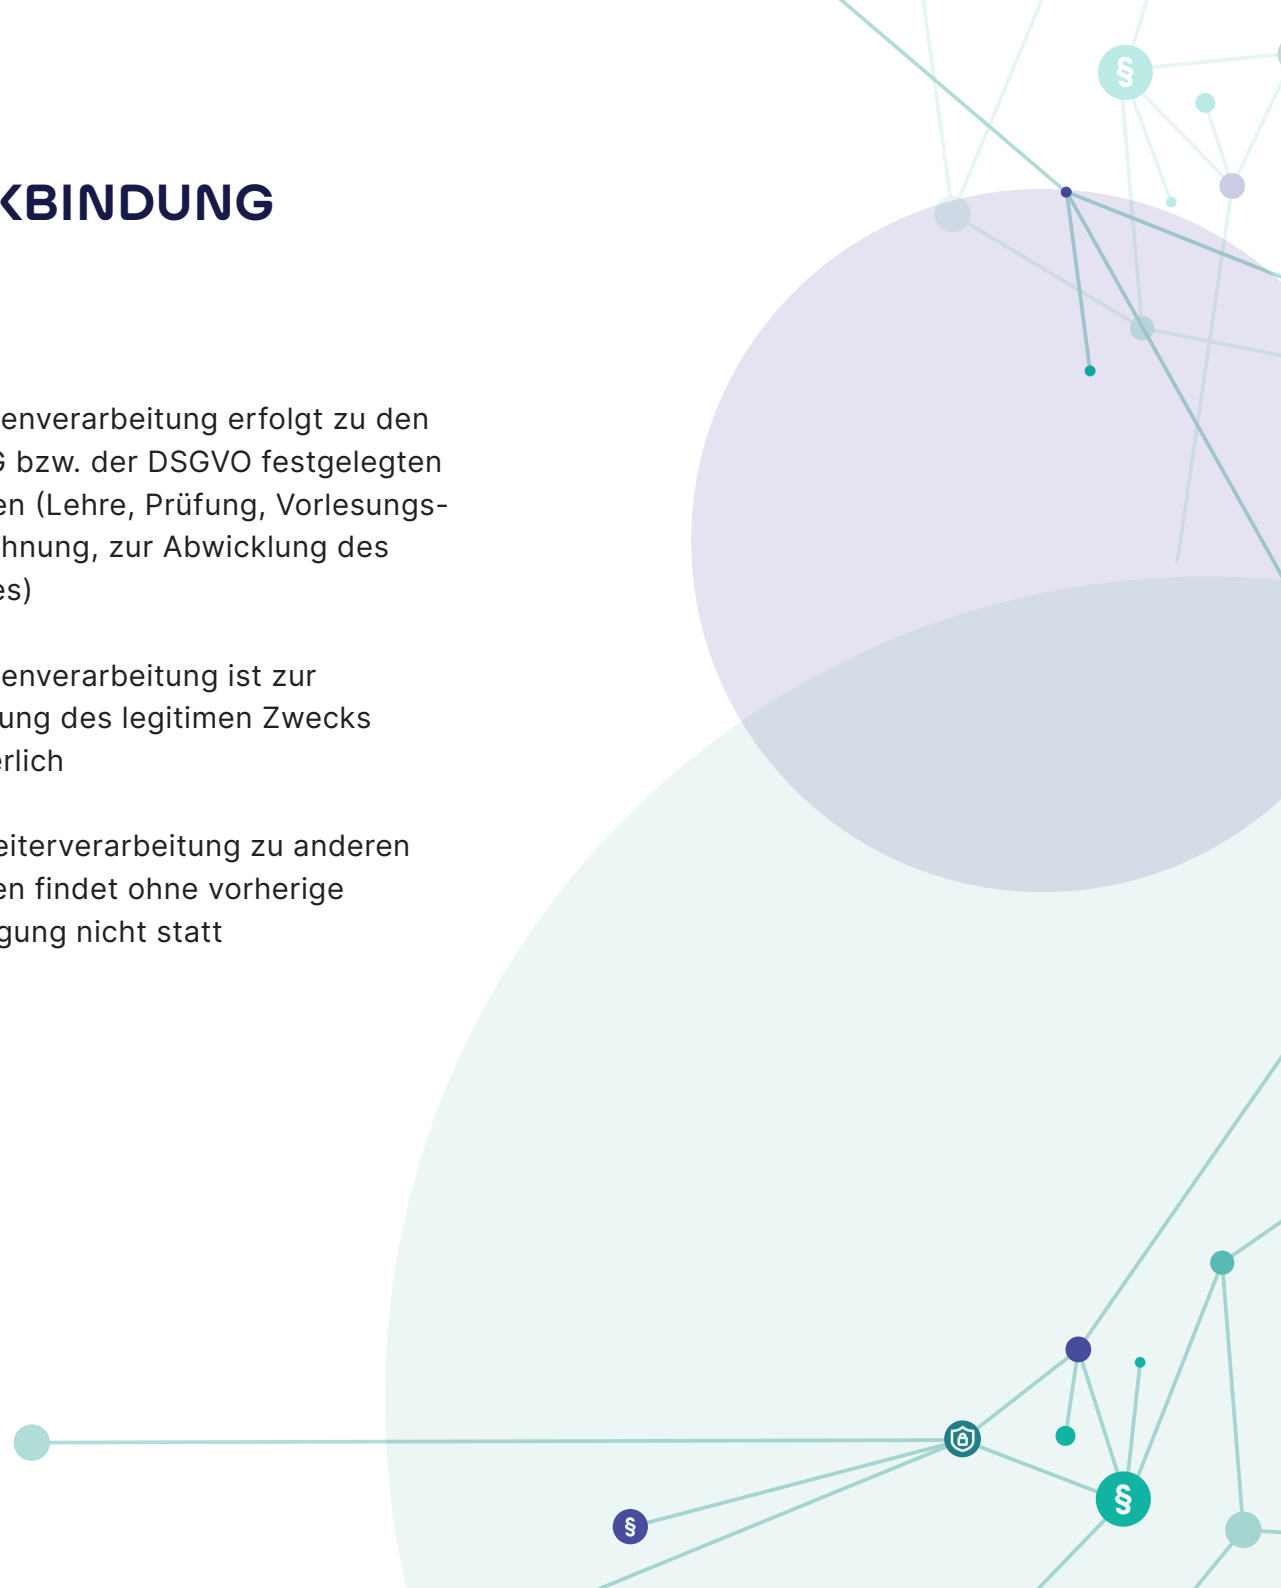 KBINDUNG
enverarbeitung erfolgt zu den
G bzw. der DSGVO festgelegten
en (Lehre, Prüfung, Vorlesungs-
hnung, zur Abwicklung des
es)
enverarbeitung ist zur
ung des legitimen Zwecks
erlich
eiterverarbeitung zu anderen
en findet ohne vorherige
gung nicht statt
§
§
§